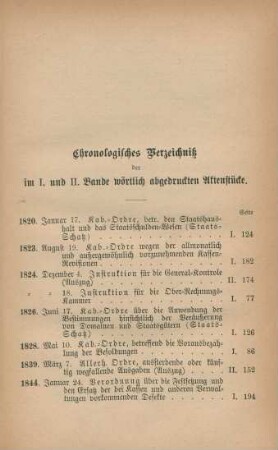 Chronologisches Verzeichniß
der
im I. und II. Bande wörtlich abgedruckten Aktenstücke.
Seite
1820. Januar 17. Kab.-Ordre, betr. den Staatshaus-
halt und das Staatsschulden-Wesen (Staats-
Schatz) I. 124
1823. August 19. Kab.-Ordre wegen der allmonatlich
und außergewöhnlich vorzunehmenden Kassen-
Revisionen I. 182
1824. Dezember 4. Instruktion für die General-Kontrole
(Auszug) II. 174
„ „ 18. Instruktion für die Ober-Rechnungs-
Kammer I. 77
1826. Juni 17. Kab.-Ordre über die Anwendung der
Bestimmungen hinsichtlich der Veräußerung
von Domainen und Staatsgütern (Staats-
Schatz) I. 126
1828. Mai 10. Kab.-Ordre, betreffend die Vorausbezah-
lung der Besoldungen I. 86
1839. März 7. Allerh. Ordre, aussterbende oder künf-
tig wegfallende Ausgaben (Auszug) II. 152
1844. Januar 24. Verordnung über die Festsetzung und
den Ersatz der bei Kassen und anderen Verwal-
tungen vorkommenden Defekte I. 194